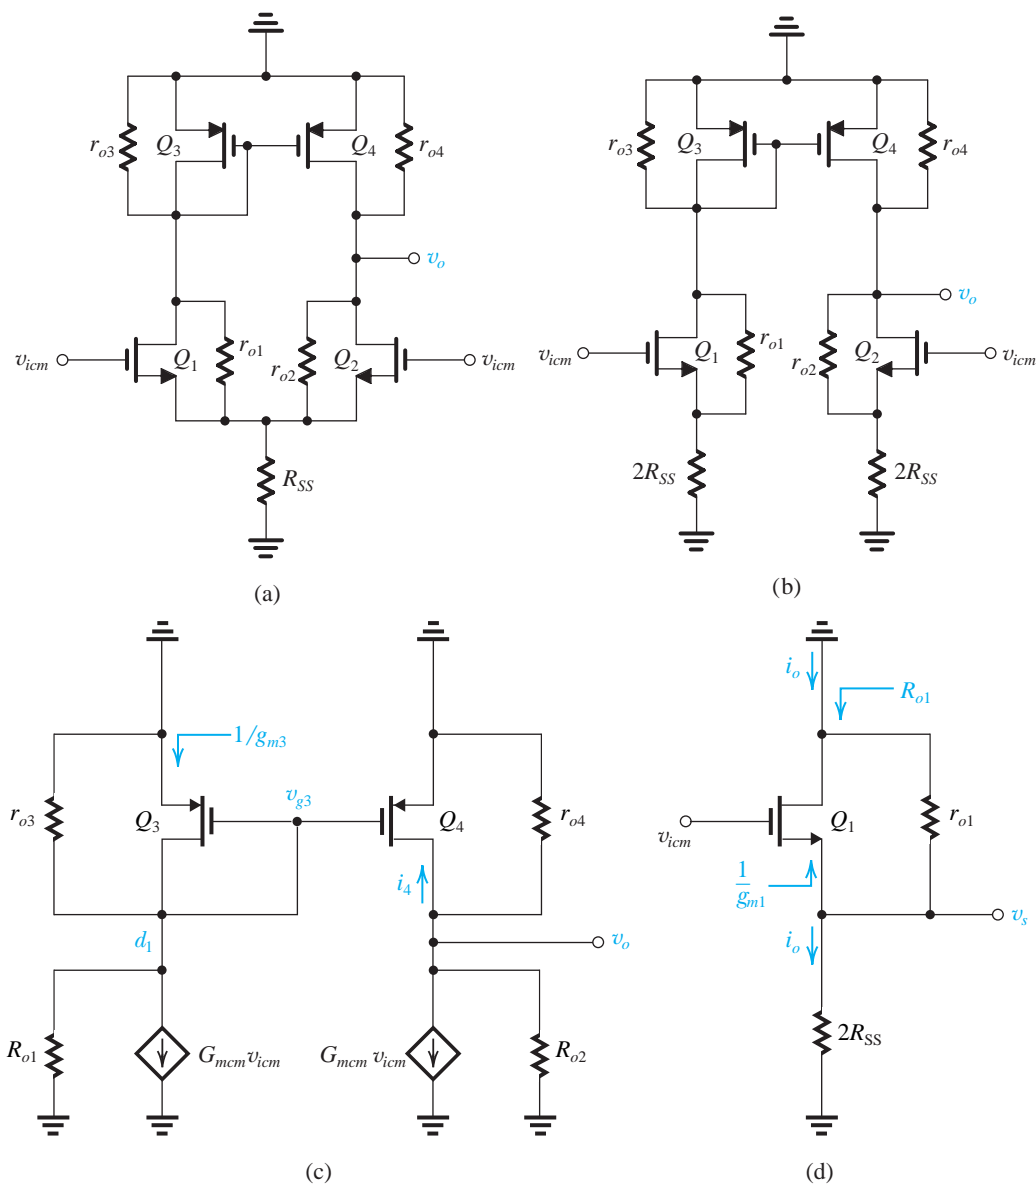 r_o3
Q_3
Q_4
r_o4
v_o
v_icm
Q_1
r_o1
r_o2
Q_2
v_icm
R_SS
(a)
r_o3
Q_3
Q_4
r_o4
v_o
v_icm
Q_1
r_o1
r_o2
Q_2
v_icm
2R_SS
2R_SS
(b)
1/g_m3
r_o3
Q_3
v_g3
Q_4
r_o4
i_4
d_1
v_o
R_o1
G_mcm v_icm
G_mcm v_icm
R_o2
(c)
i_o
R_o1
v_icm
Q_1
r_o1
1/g_m1
v_s
i_o
2R_SS
(d)